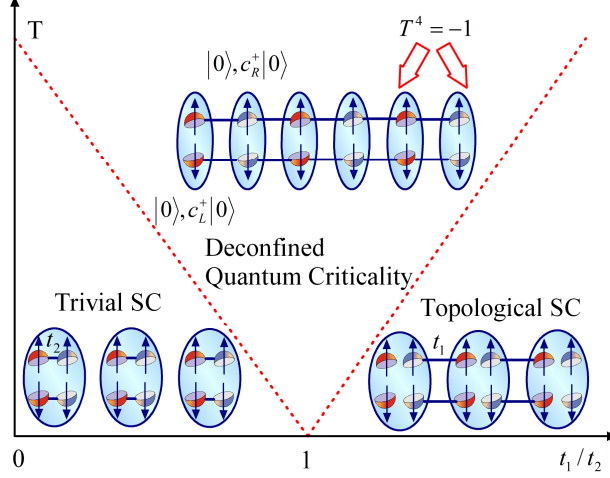 T
T⁴ = −1
|0⟩, c_R⁺|0⟩
|0⟩, c_L⁺|0⟩
Deconfined
Quantum Criticality
Trivial SC
Topological SC
t₂
t₁
0
1
t₁/t₂